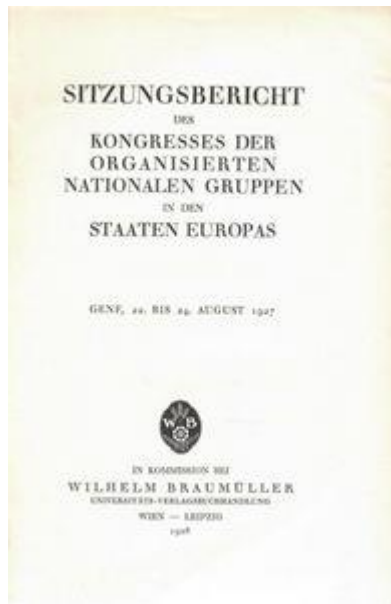 SITZUNGSBERICHT
DES
KONGRESSES DER
ORGANISIERTEN
NATIONALEN GRUPPEN
IN DEN
STAATEN EUROPAS
GENF, 22. BIS 24. AUGUST 1927
W B
IN KOMMISSION BEI
WILHELM BRAUMÜLLER
UNIVERSITÄTS-VERLAGSBUCHHANDLUNG
WIEN — LEIPZIG
1928